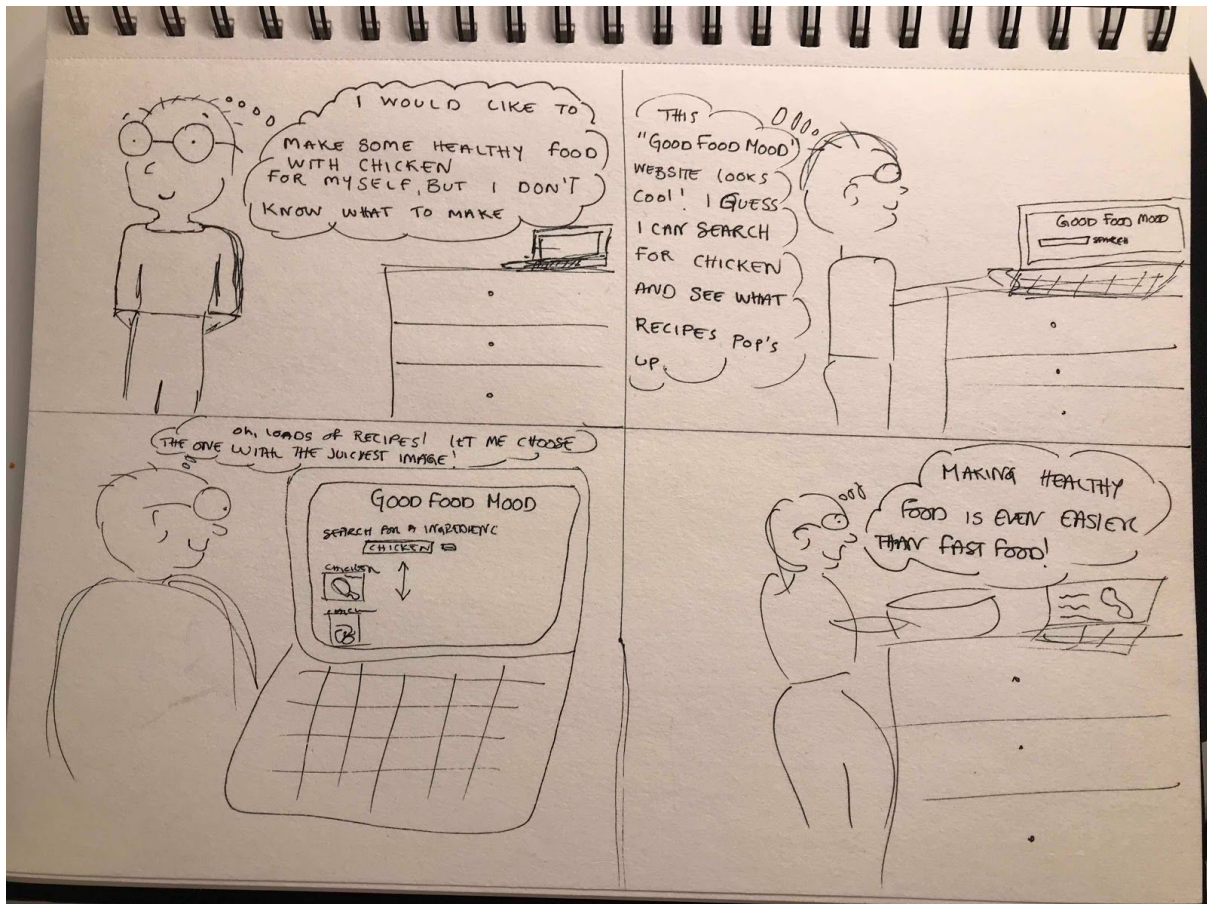 I WOULD LIKE TO
MAKE SOME HEALTHY FOOD
WITH CHICKEN
FOR MYSELF, BUT I DON'T
KNOW WHAT TO MAKE
THIS
"GOOD FOOD MOOD"
WEBSITE LOOKS
COOL! I GUESS
I CAN SEARCH
FOR CHICKEN
AND SEE WHAT
RECIPES POP'S
UP.
GOOD FOOD MOOD
SEARCH
Oh, LOADS OF RECIPES! LET ME CHOOSE
THE ONE WITH THE JUICYEST IMAGE!
GOOD FOOD MOOD
SEARCH FOR A
CHICKEN
CHICKEN
MAKING HEALTHY
FOOD IS EVEN EASIER
THAN FAST FOOD!